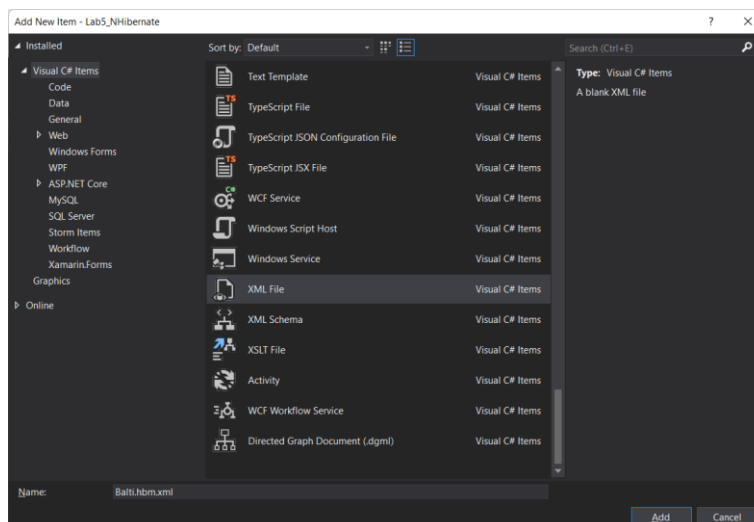 Add New Item - Lab5_NHibernate
? ×
Installed
Sort by: Default
Search (Ctrl+E)
Visual C# Items
Code
Data
General
Web
Windows Forms
WPF
ASP.NET Core
MySQL
SQL Server
Storm Items
Workflow
Xamarin.Forms
Graphics
Online
Text Template Visual C# Items
TypeScript File Visual C# Items
TypeScript JSON Configuration File Visual C# Items
TypeScript JSX File Visual C# Items
WCF Service Visual C# Items
Windows Script Host Visual C# Items
Windows Service Visual C# Items
XML File Visual C# Items
XML Schema Visual C# Items
XSLT File Visual C# Items
Activity Visual C# Items
WCF Workflow Service Visual C# Items
Directed Graph Document (.dgml) Visual C# Items
Type: Visual C# Items
A blank XML file
Name: Balti.hbm.xml
Add Cancel